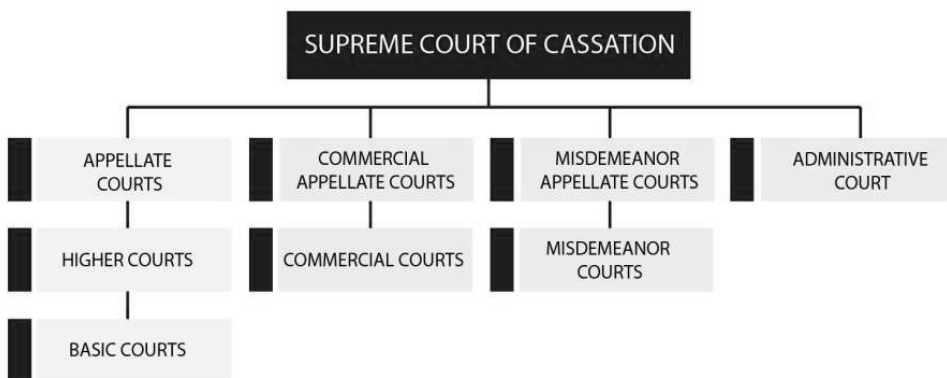 SUPREME COURT OF CASSATION
APPELLATE
COURTS
COMMERCIAL
APPELLATE COURTS
MISDEMEANOR
APPELLATE COURTS
ADMINISTRATIVE
COURT
HIGHER COURTS
COMMERCIAL COURTS
MISDEMEANOR
COURTS
BASIC COURTS